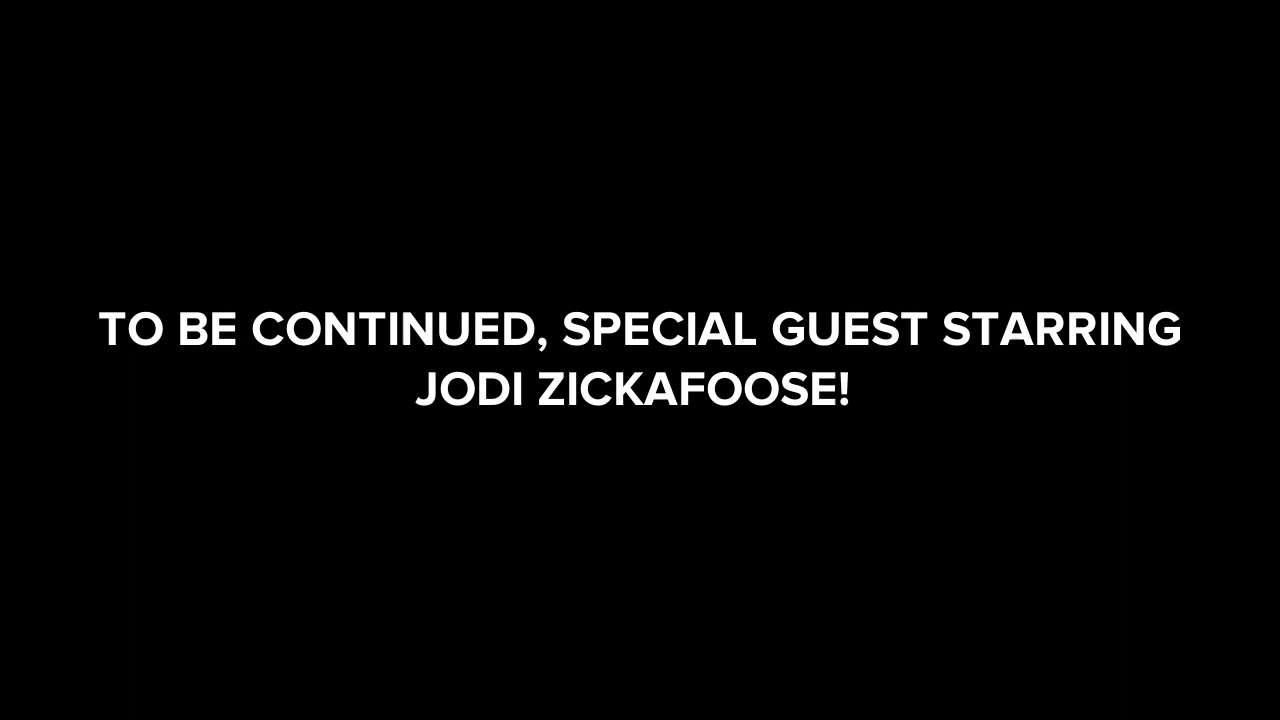 TO BE CONTINUED, SPECIAL GUEST STARRING
JODI ZICKAFOOSE!